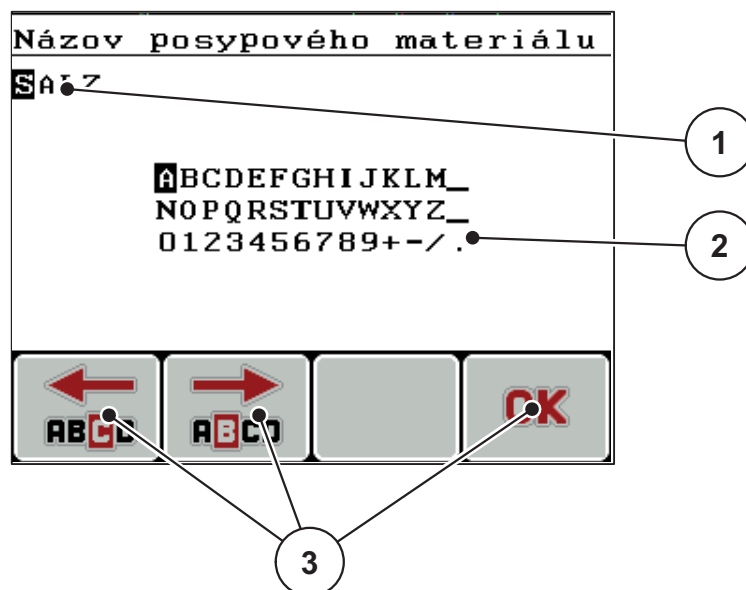 Názov posypového materiálu
SALZ
1
ABCDEFGHIJKLM_
NOPQRSTUVWXYZ_
0123456789+-/.
2
ABCD
ABCD
OK
3